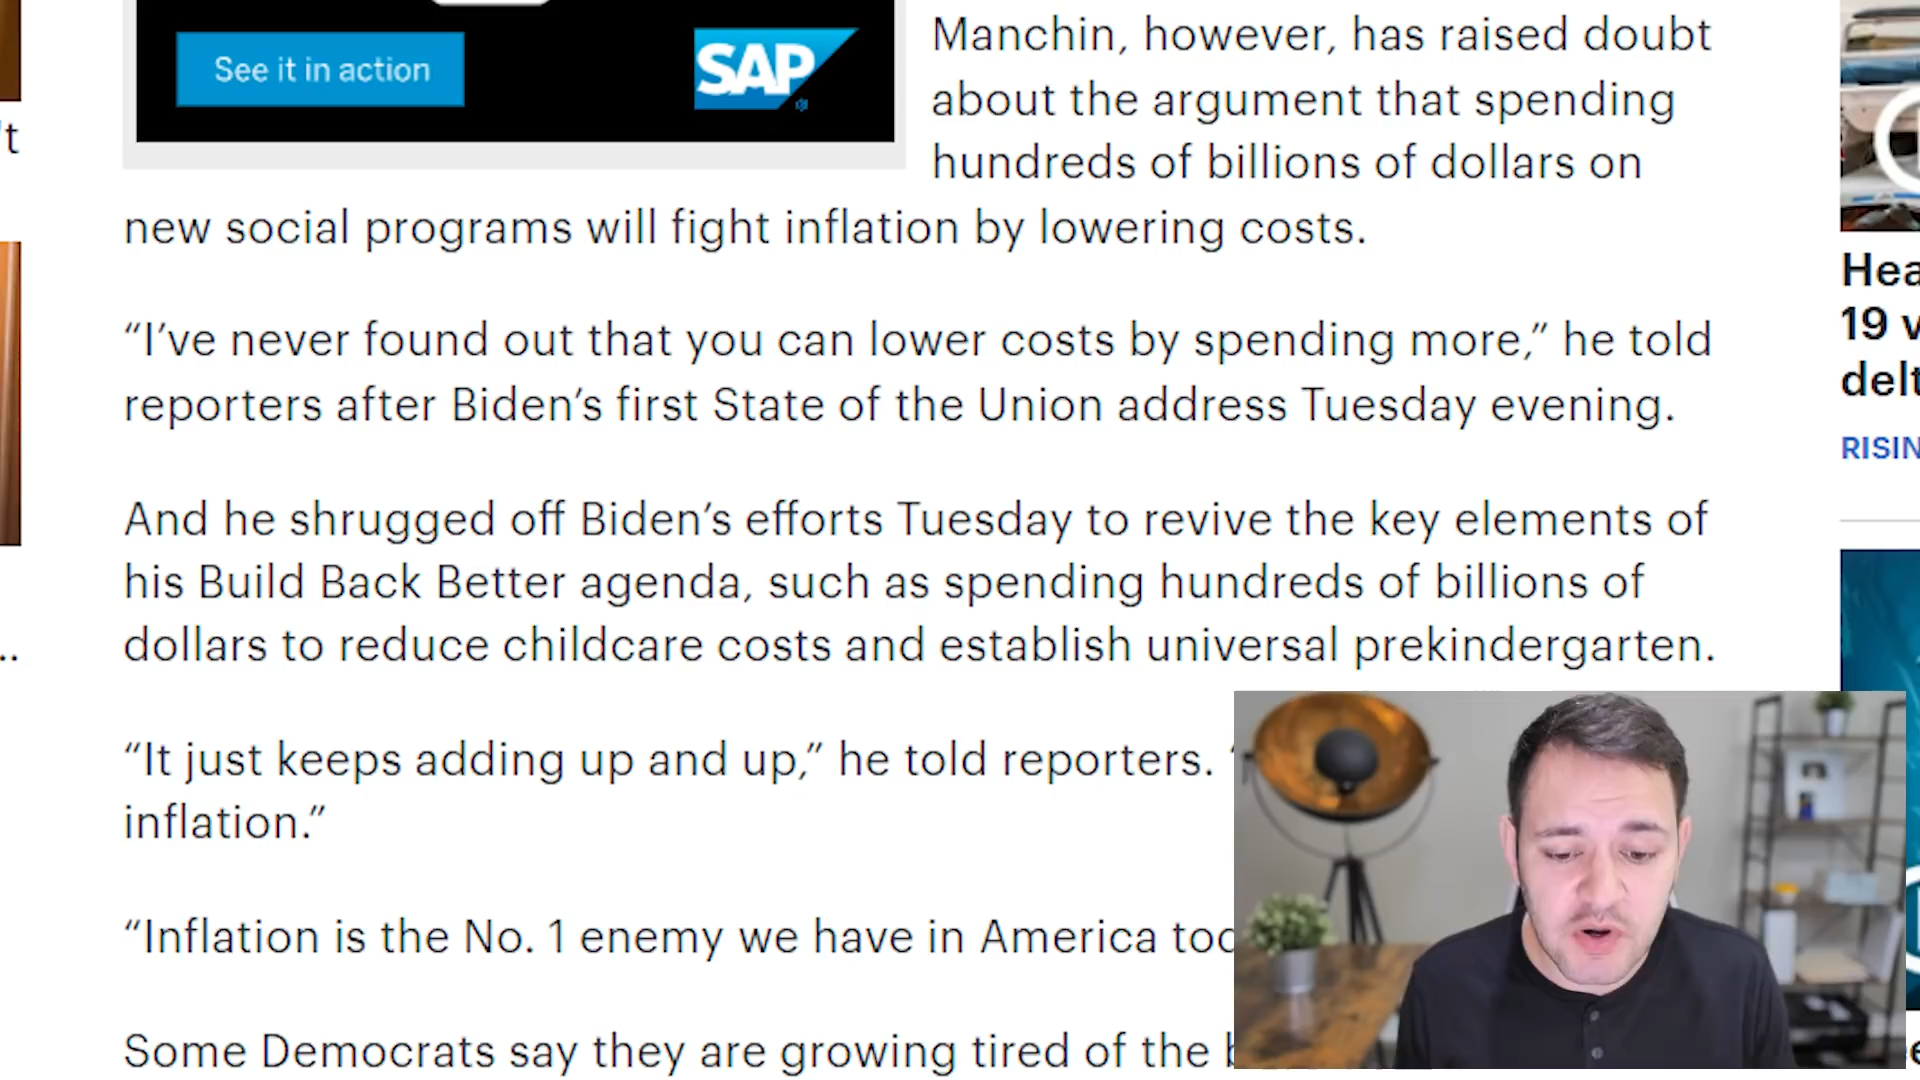 See it in action
SAP
Manchin, however, has raised doubt
about the argument that spending
hundreds of billions of dollars on
new social programs will fight inflation by lowering costs.
“I’ve never found out that you can lower costs by spending more,” he told
reporters after Biden’s first State of the Union address Tuesday evening.
And he shrugged off Biden’s efforts Tuesday to revive the key elements of
his Build Back Better agenda, such as spending hundreds of billions of
dollars to reduce childcare costs and establish universal prekindergarten.
“It just keeps adding up and up,” he told reporters. “
inflation.”
“Inflation is the No. 1 enemy we have in America
Some Democrats say they are growing tired of the
't
..
Hea
19 v
delt
RISIN